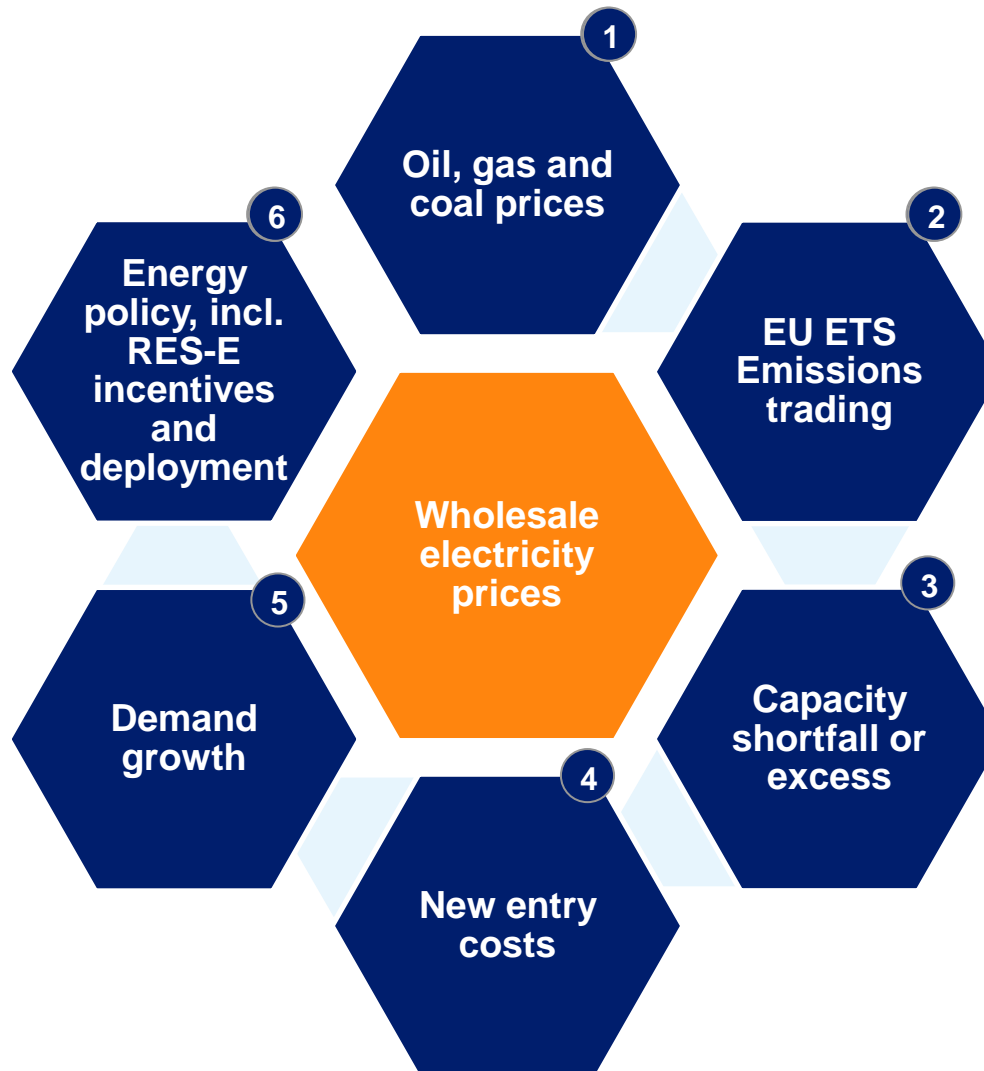 1
Oil, gas and
coal prices
2
EU ETS
Emissions
trading
3
Capacity
shortfall or
excess
4
New entry
costs
5
Demand
growth
6
Energy
policy, incl.
RES-E
incentives
and
deployment
Wholesale
electricity
prices